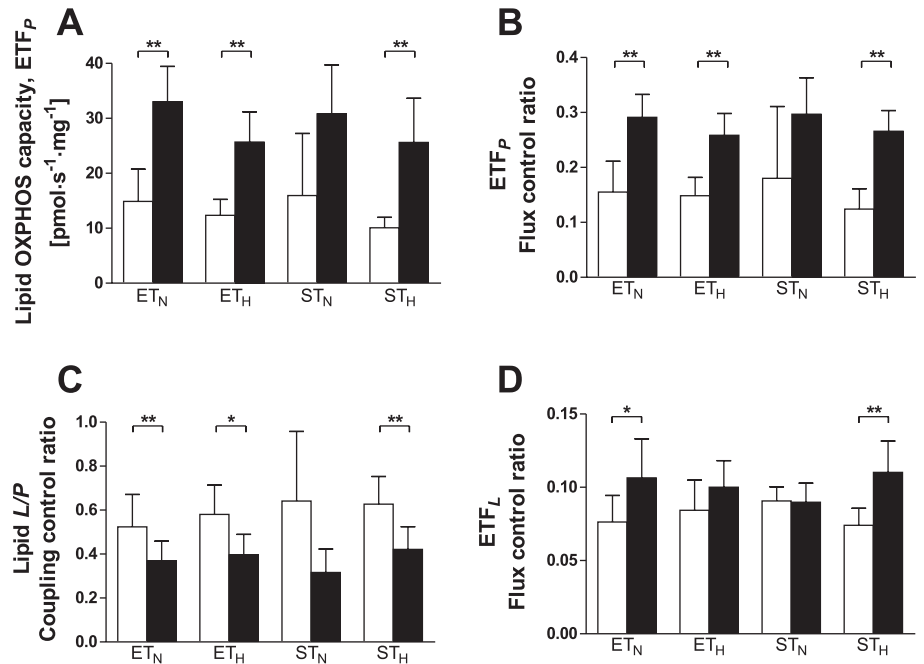 A
Lipid OXPHOS capacity, ETF_P
[pmol·s⁻¹·mg⁻¹]
40
30
20
10
0
**
**
**
ET_N
ET_H
ST_N
ST_H
B
ETF_P
Flux control ratio
0.4
0.3
0.2
0.1
0.0
**
**
**
ET_N
ET_H
ST_N
ST_H
C
Lipid L/P
Coupling control ratio
1.0
0.8
0.6
0.4
0.2
0.0
**
*
**
ET_N
ET_H
ST_N
ST_H
D
ETF_L
Flux control ratio
0.15
0.10
0.05
0.00
*
**
ET_N
ET_H
ST_N
ST_H